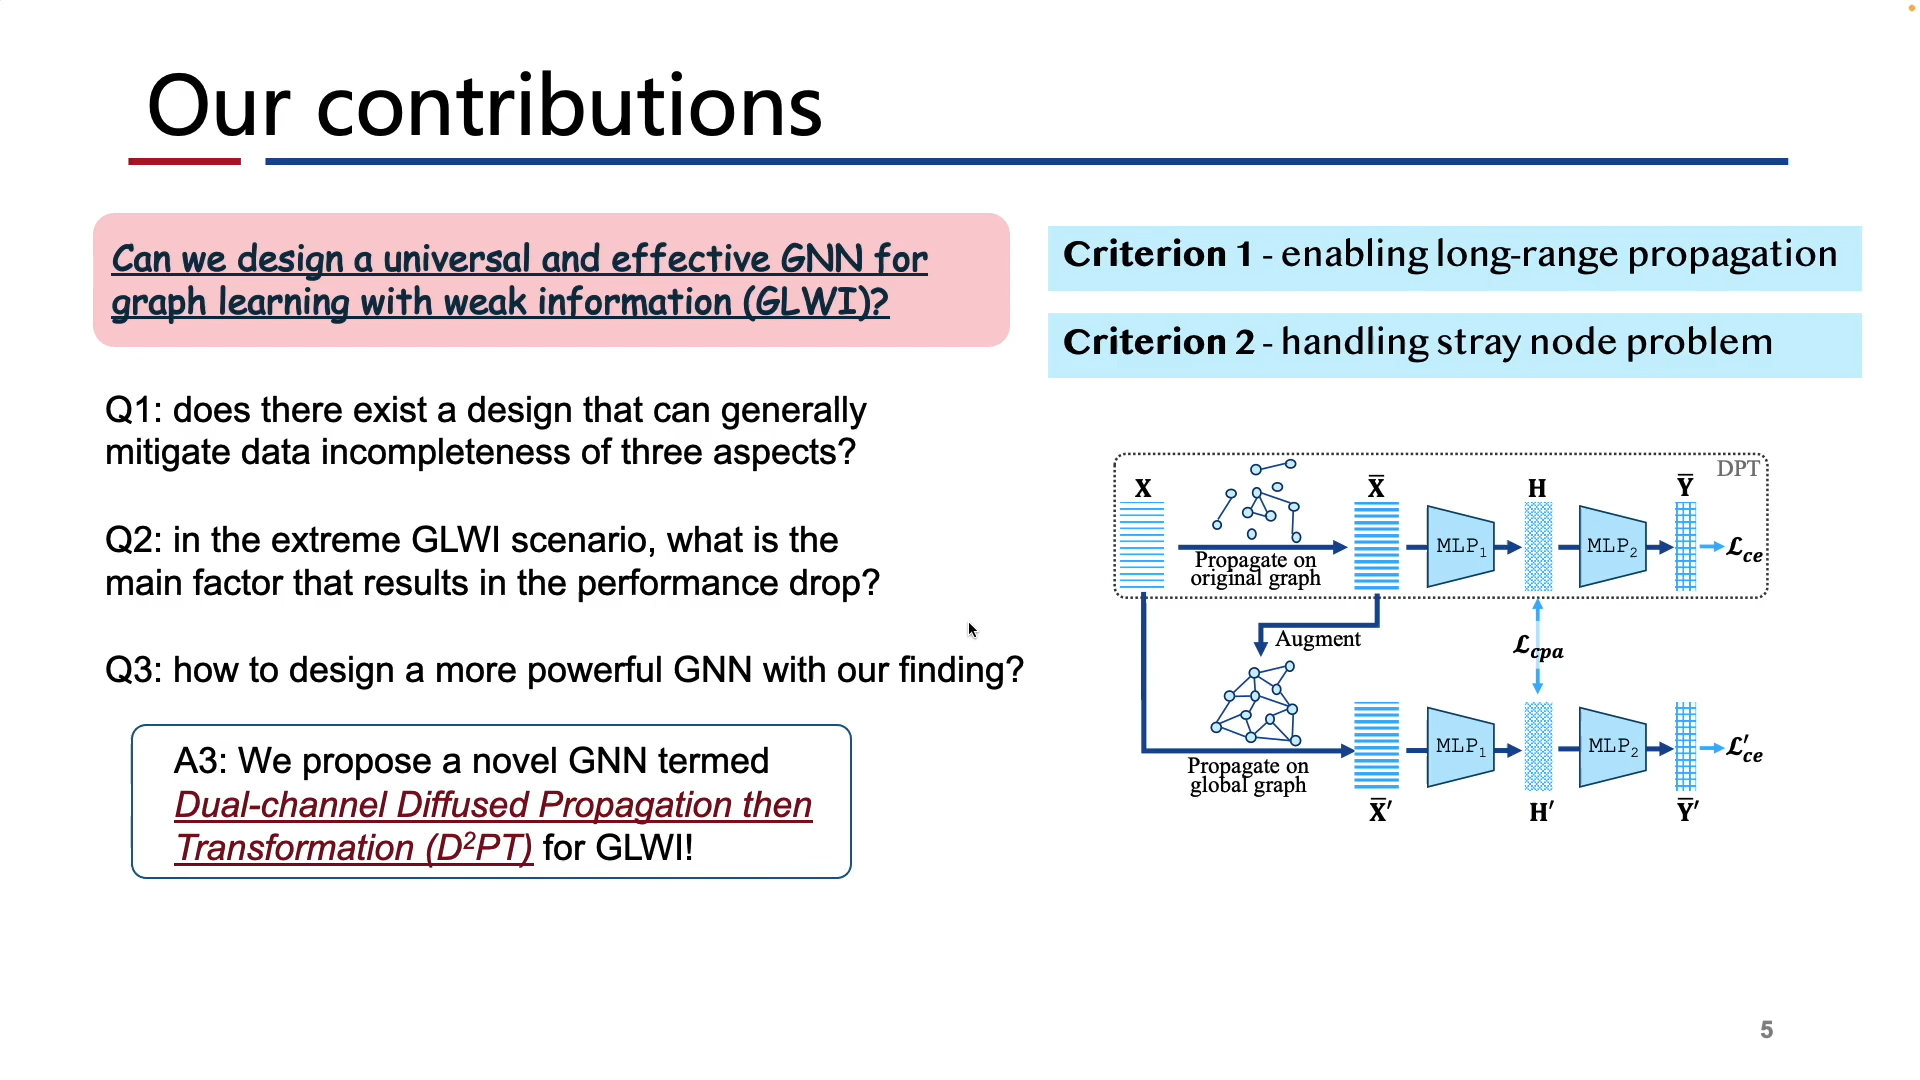 Our contributions
Can we design a universal and effective GNN for
graph learning with weak information (GLWI)?
Q1: does there exist a design that can generally
mitigate data incompleteness of three aspects?
Q2: in the extreme GLWI scenario, what is the
main factor that results in the performance drop?
Q3: how to design a more powerful GNN with our finding?
A3: We propose a novel GNN termed
Dual-channel Diffused Propagation then
Transformation (D²PT) for GLWI!
Criterion 1 - enabling long-range propagation
Criterion 2 - handling stray node problem
DPT
X
X̅
H
Y̅
Propagate on
original graph
MLP₁
MLP₂
ℒce
Augment
ℒcpa
Propagate on
global graph
MLP₁
MLP₂
ℒ′ce
X̅′
H′
Y̅′
5